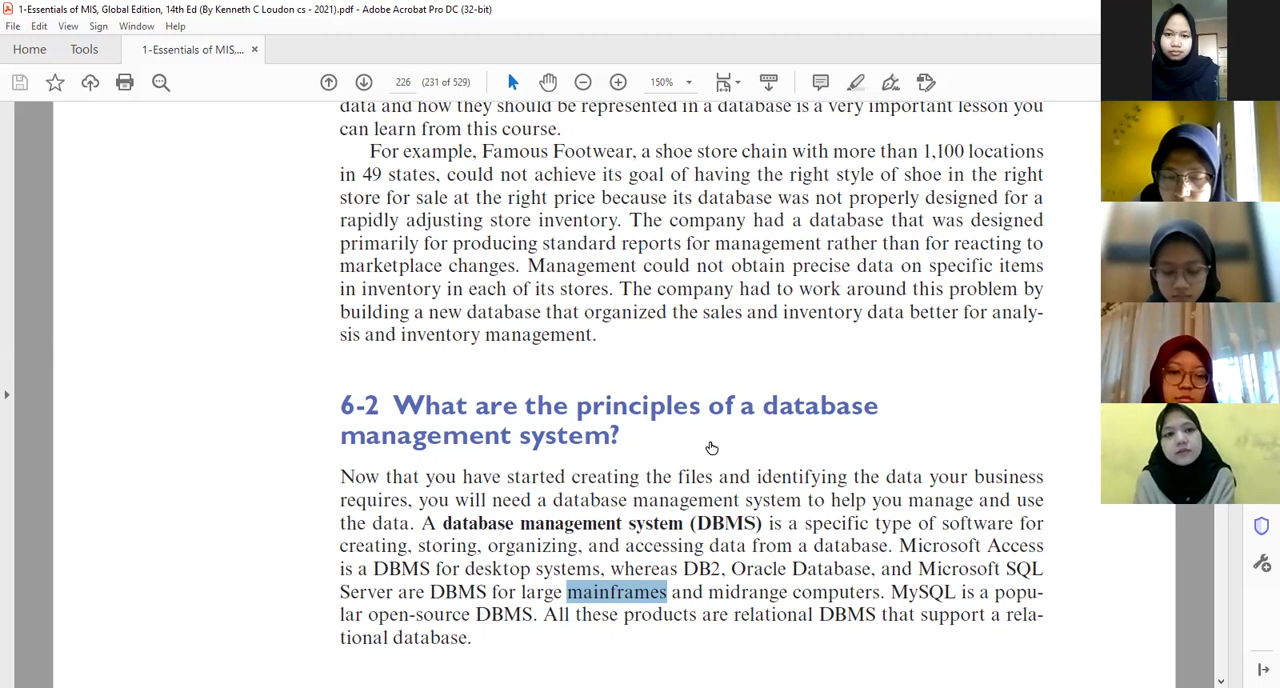 1-Essentials of MIS, Global Edition, 14th Ed (By Kenneth C Loudon cs - 2021).pdf - Adobe Acrobat Pro DC (32-bit)
File Edit View Sign Window Help
Home Tools 1-Essentials of MIS,... ×
226 (231 of 529) 150%
data and how they should be represented in a database is a very important lesson you
can learn from this course.
For example, Famous Footwear, a shoe store chain with more than 1,100 locations
in 49 states, could not achieve its goal of having the right style of shoe in the right
store for sale at the right price because its database was not properly designed for a
rapidly adjusting store inventory. The company had a database that was designed
primarily for producing standard reports for management rather than for reacting to
marketplace changes. Management could not obtain precise data on specific items
in inventory in each of its stores. The company had to work around this problem by
building a new database that organized the sales and inventory data better for analy-
sis and inventory management.
6-2 What are the principles of a database
management system?
Now that you have started creating the files and identifying the data your business
requires, you will need a database management system to help you manage and use
the data. A database management system (DBMS) is a specific type of software for
creating, storing, organizing, and accessing data from a database. Microsoft Access
is a DBMS for desktop systems, whereas DB2, Oracle Database, and Microsoft SQL
Server are DBMS for large mainframes and midrange computers. MySQL is a popu-
lar open-source DBMS. All these products are relational DBMS that support a rela-
tional database.